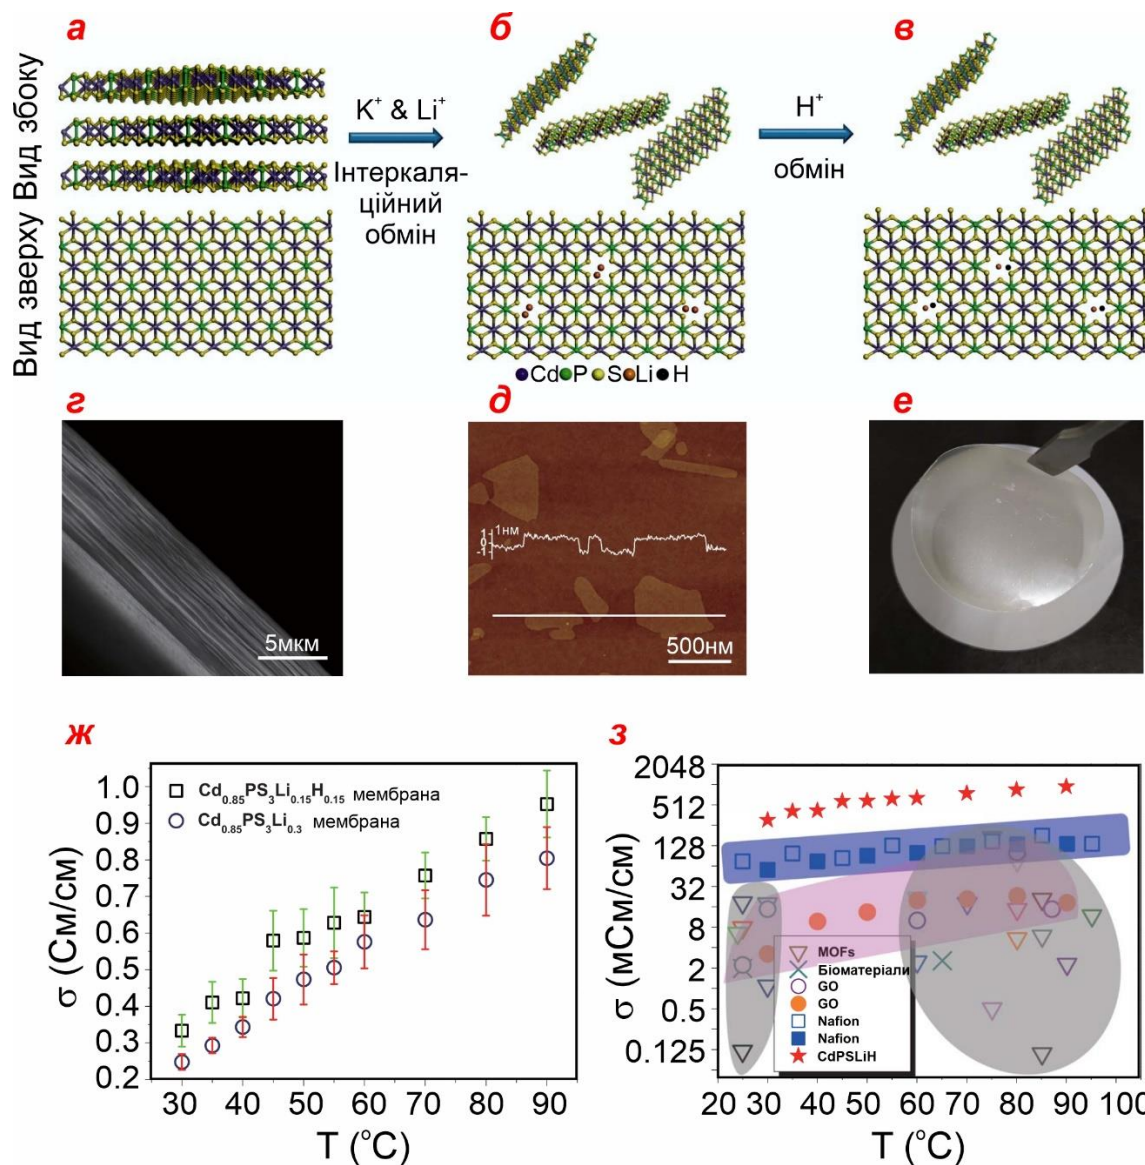 а
б
в
Вид збоку
Вид зверху
K⁺ & Li⁺
Інтеркаля-
ційний
обмін
H⁺
обмін
Cd P S Li H
г
д
е
5мкм
1
0
-1
1нм
500нм
ж
σ (См/см)
1.0
0.9
0.8
0.7
0.6
0.5
0.4
0.3
0.2
Cd₀.₈₅PS₃Li₀.₁₅H₀.₁₅ мембрана
Cd₀.₈₅PS₃Li₀.₃ мембрана
30 40 50 60 70 80 90
T (°C)
з
σ (мСм/см)
2048
512
128
32
8
2
0.5
0.125
MOFs
Біоматеріали
GO
GO
Nafion
Nafion
CdPSLiH
20 30 40 50 60 70 80 90 100
T (°C)